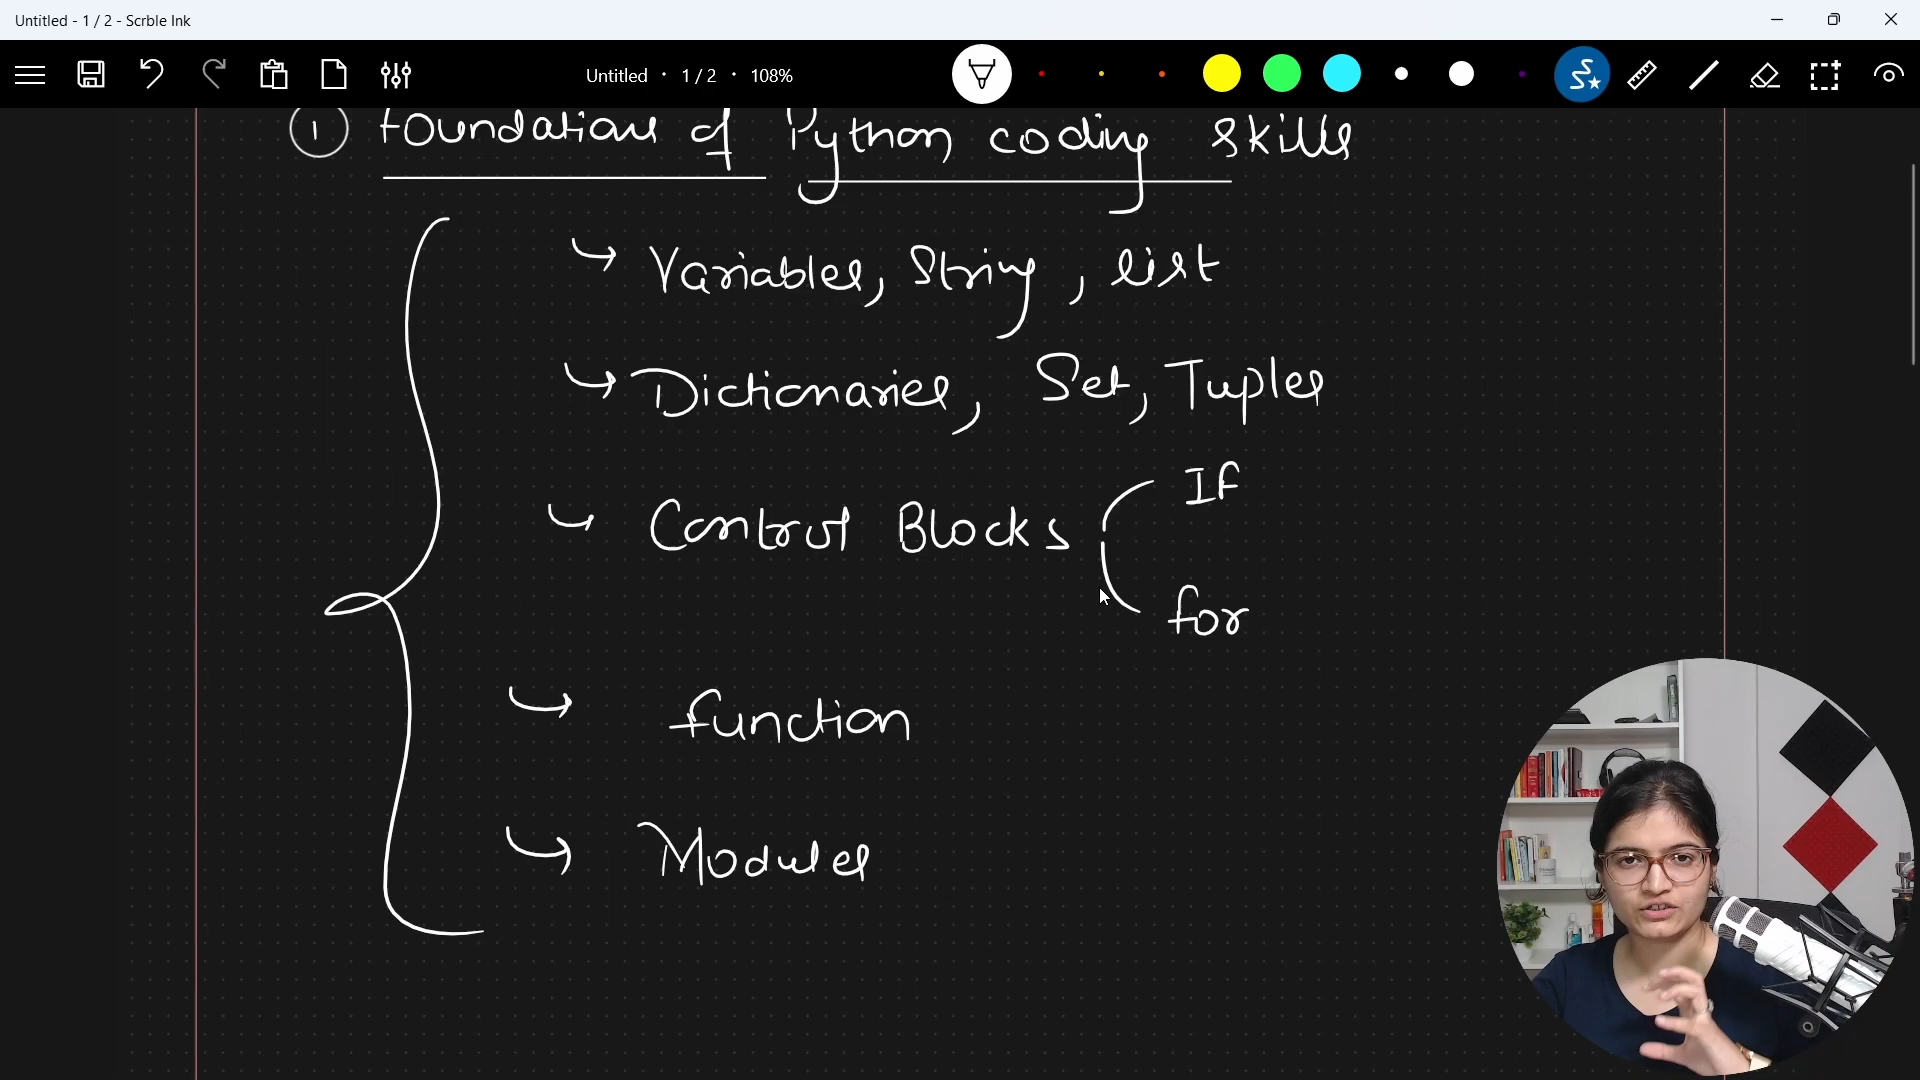 Untitled - 1 / 2 - Scrble Ink
Untitled · 1 / 2 · 108%
1 foundations of Python coding skills
Variables, String, list
Dictionaries, Set, Tuples
Control Blocks
If
for
function
Modules